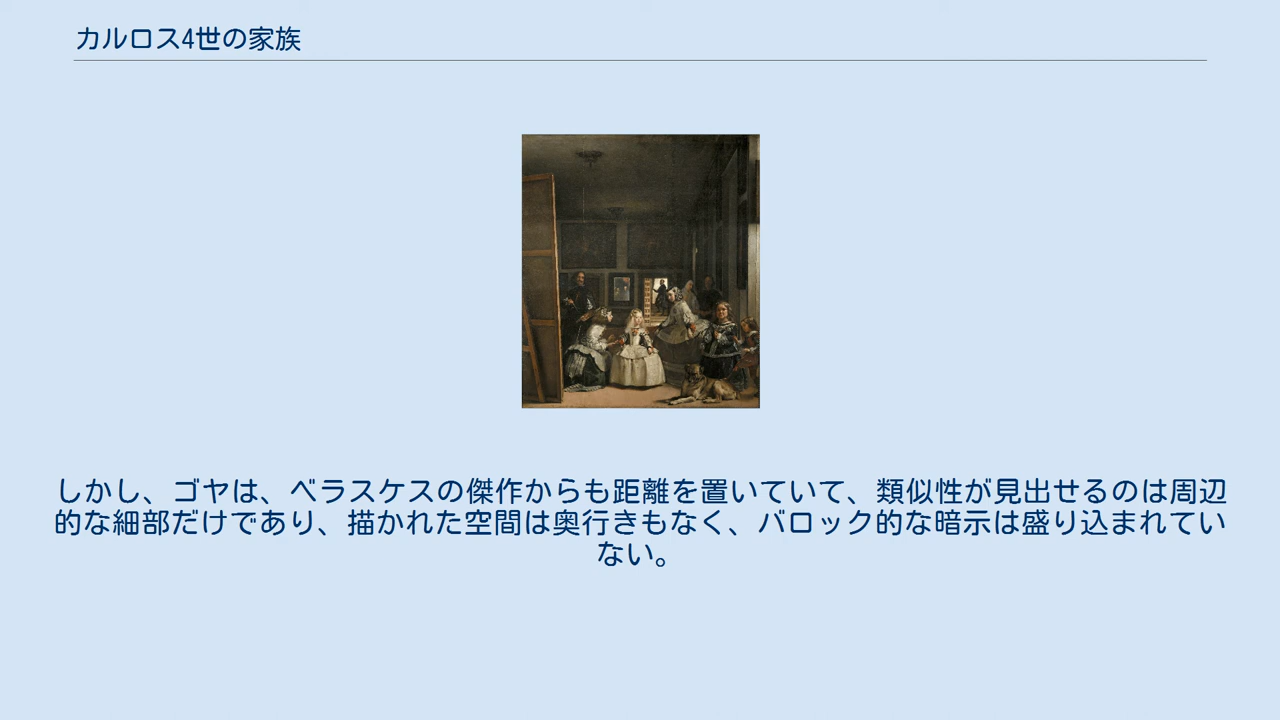 カルロス4世の家族
しかし、ゴヤは、ベラスケスの傑作からも距離を置いていて、類似性が見出せるのは周辺
的な細部だけであり、描かれた空間は奥行きもなく、バロック的な暗示は盛り込まれてい
ない。